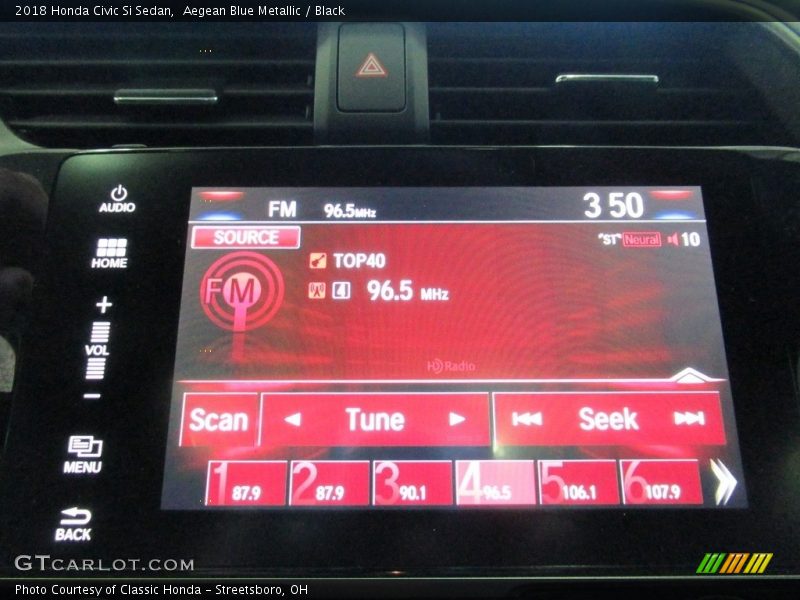 2018 Honda Civic Si Sedan,  Aegean Blue Metallic / Black
AUDIO
FM 96.5MHz 3 50
SOURCE "ST" Neural 10
HOME
TOP40
FM
4 96.5 MHz
+
VOL
HD Radio
−
Scan Tune Seek
MENU
1 87.9 2 87.9 3 90.1 4 96.5 5 106.1 6 107.9
BACK
GTCARLOT.COM
Photo Courtesy of Classic Honda – Streetsboro, OH